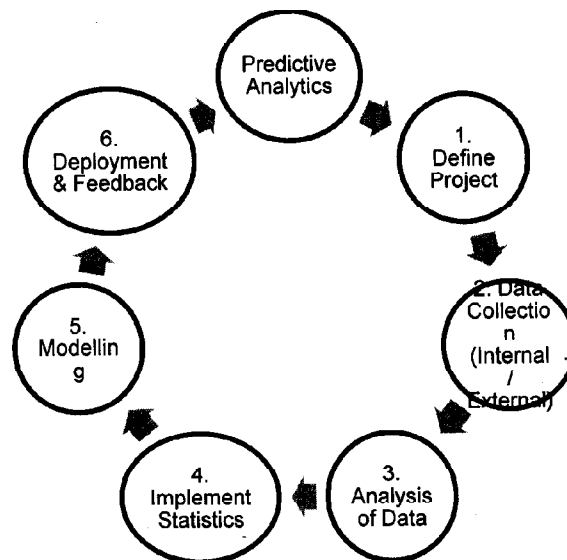 Predictive
Analytics
1.
Define
Project
2. Data
Collectio
n
(Internal
/
External)
3.
Analysis
of Data
4.
Implement
Statistics
5.
Modellin
g
6.
Deployment
& Feedback